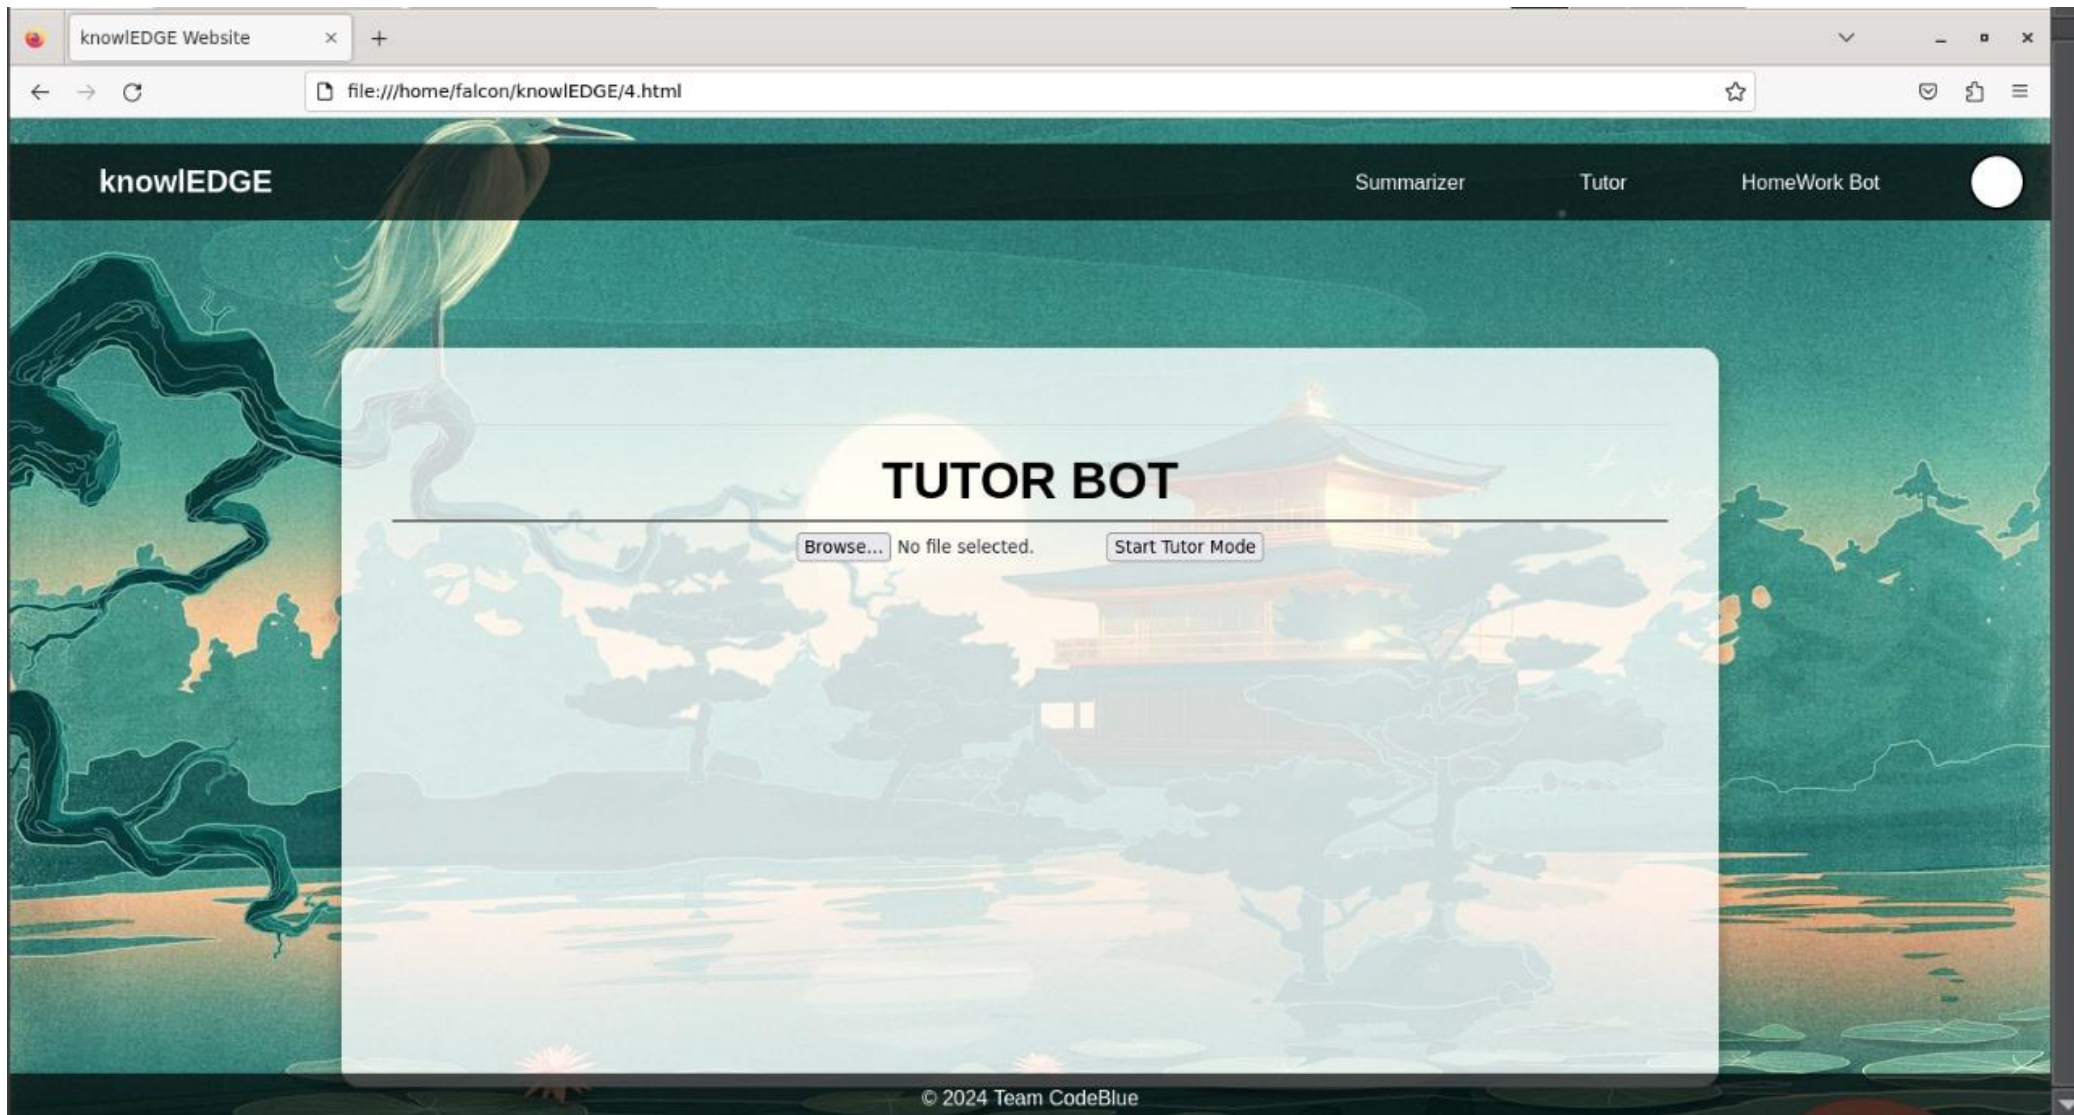 knowlEDGE Website
file:///home/falcon/knowlEDGE/4.html
knowlEDGE Summarizer Tutor HomeWork Bot
TUTOR BOT
Browse... No file selected. Start Tutor Mode
© 2024 Team CodeBlue